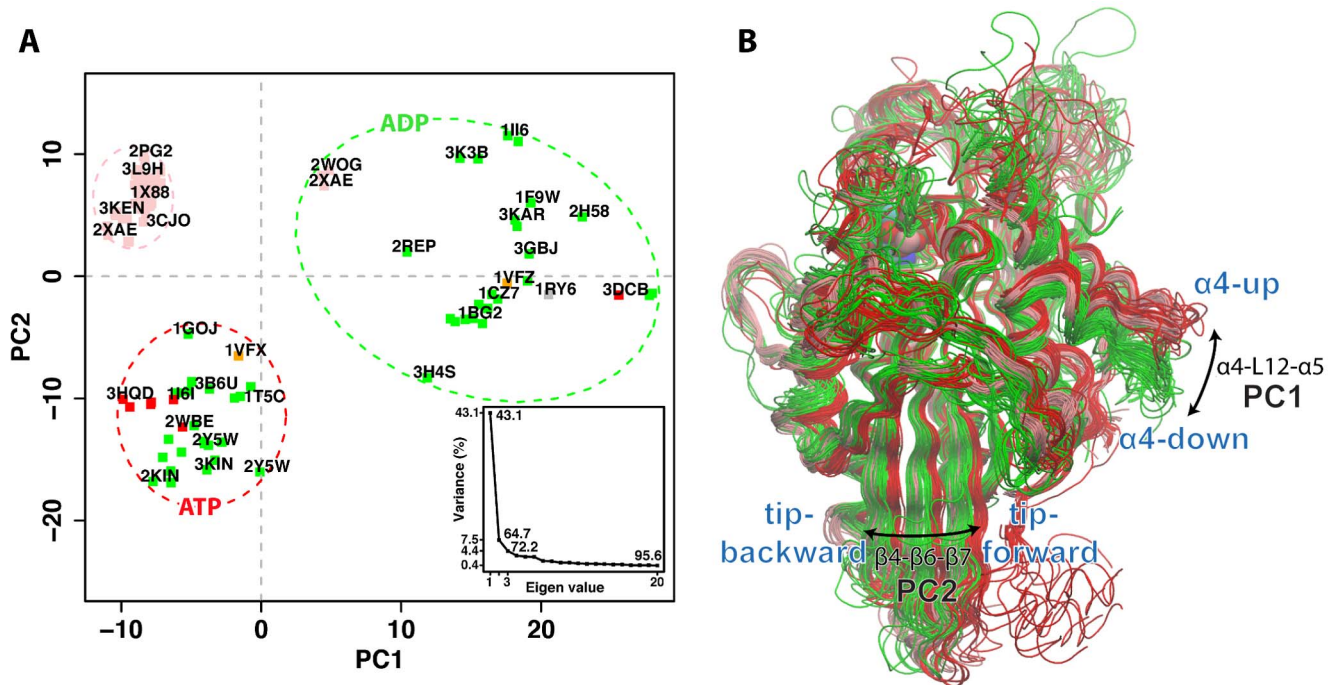 A
B
PC2
10
0
−10
−20
−10
0
10
20
PC1
ADP
ATP
2PG2
3L9H
1X88
3KEN
3CJO
2XAE
2WOG
2XAE
1II6
3K3B
1F9W
3KAR
2H58
2REP
3GBJ
1VFZ
1RY6
3DCB
1CZ7
1BG2
3H4S
1GOJ
1VFX
3HQD
1I6I
3B6U
1T5C
2WBE
2Y5W
3KIN
2Y5W
2KIN
Variance (%)
43.1
43.1
7.5
4.4
0.4
64.7
72.2
95.6
1
3
20
Eigen value
α4-up
α4-L12-α5
PC1
α4-down
tip-
backward
β4-β6-β7
tip-
forward
PC2